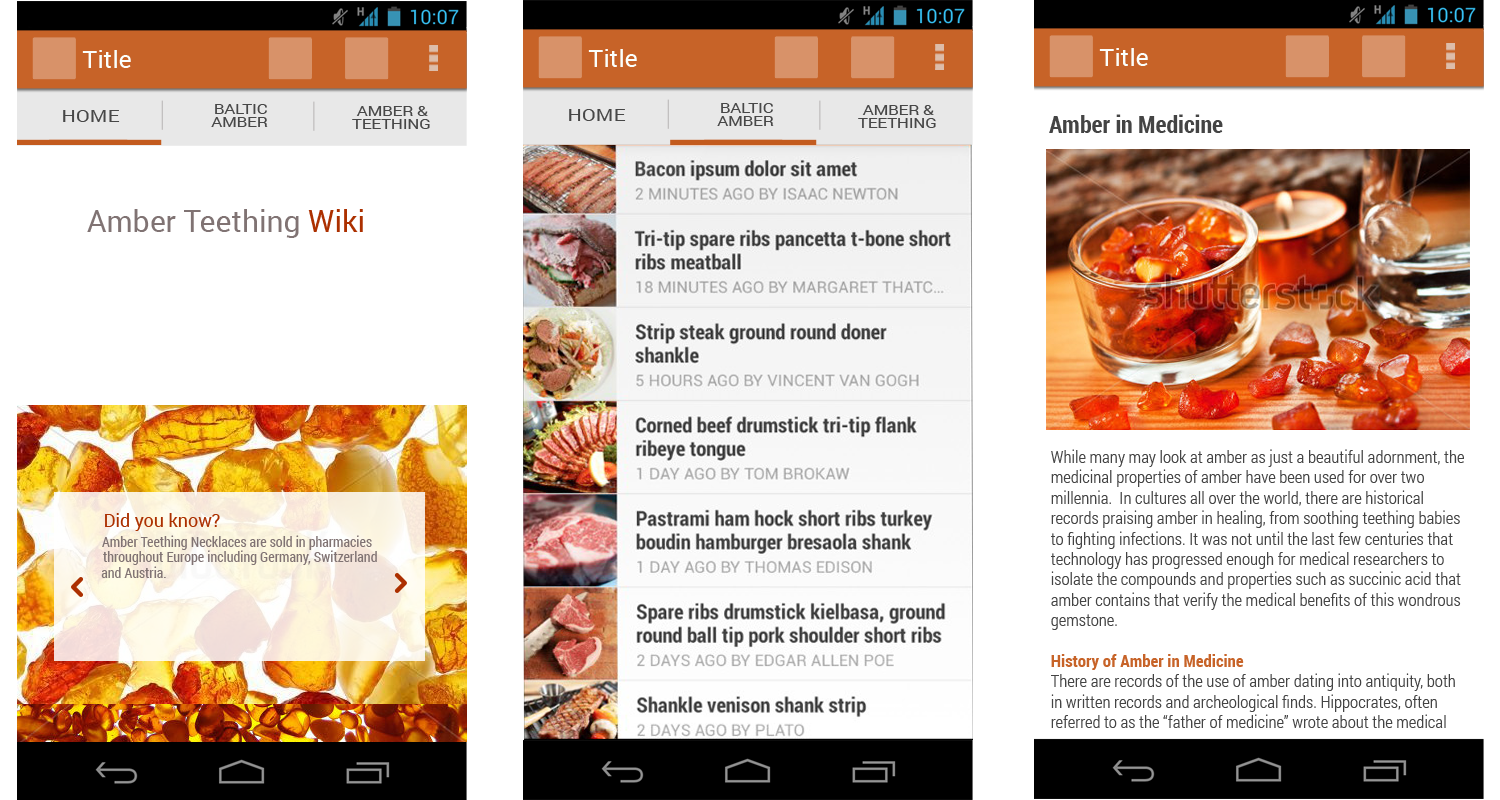 H 10:07
Title
HOME
BALTIC
AMBER
AMBER &
TEETHING
Amber Teething Wiki
Did you know?
Amber Teething Necklaces are sold in pharmacies
throughout Europe including Germany, Switzerland
and Austria.
H 10:07
Title
HOME
BALTIC
AMBER
AMBER &
TEETHING
Bacon ipsum dolor sit amet
2 MINUTES AGO BY ISAAC NEWTON
Tri-tip spare ribs pancetta t-bone short
ribs meatball
18 MINUTES AGO BY MARGARET THATC...
Strip steak ground round doner
shankle
5 HOURS AGO BY VINCENT VAN GOGH
Corned beef drumstick tri-tip flank
ribeye tongue
1 DAY AGO BY TOM BROKAW
Pastrami ham hock short ribs turkey
boudin hamburger bresaola shank
1 DAY AGO BY THOMAS EDISON
Spare ribs drumstick kielbasa, ground
round ball tip pork shoulder short ribs
2 DAYS AGO BY EDGAR ALLEN POE
Shankle venison shank strip
2 DAYS AGO BY PLATO
H 10:07
Title
Amber in Medicine
shutterstock
While many may look at amber as just a beautiful adornment, the
medicinal properties of amber have been used for over two
millennia. In cultures all over the world, there are historical
records praising amber in healing, from soothing teething babies
to fighting infections. It was not until the last few centuries that
technology has progressed enough for medical researchers to
isolate the compounds and properties such as succinic acid that
amber contains that verify the medical benefits of this wondrous
gemstone.
History of Amber in Medicine
There are records of the use of amber dating into antiquity, both
in written records and archeological finds. Hippocrates, often
referred to as the “father of medicine” wrote about the medical